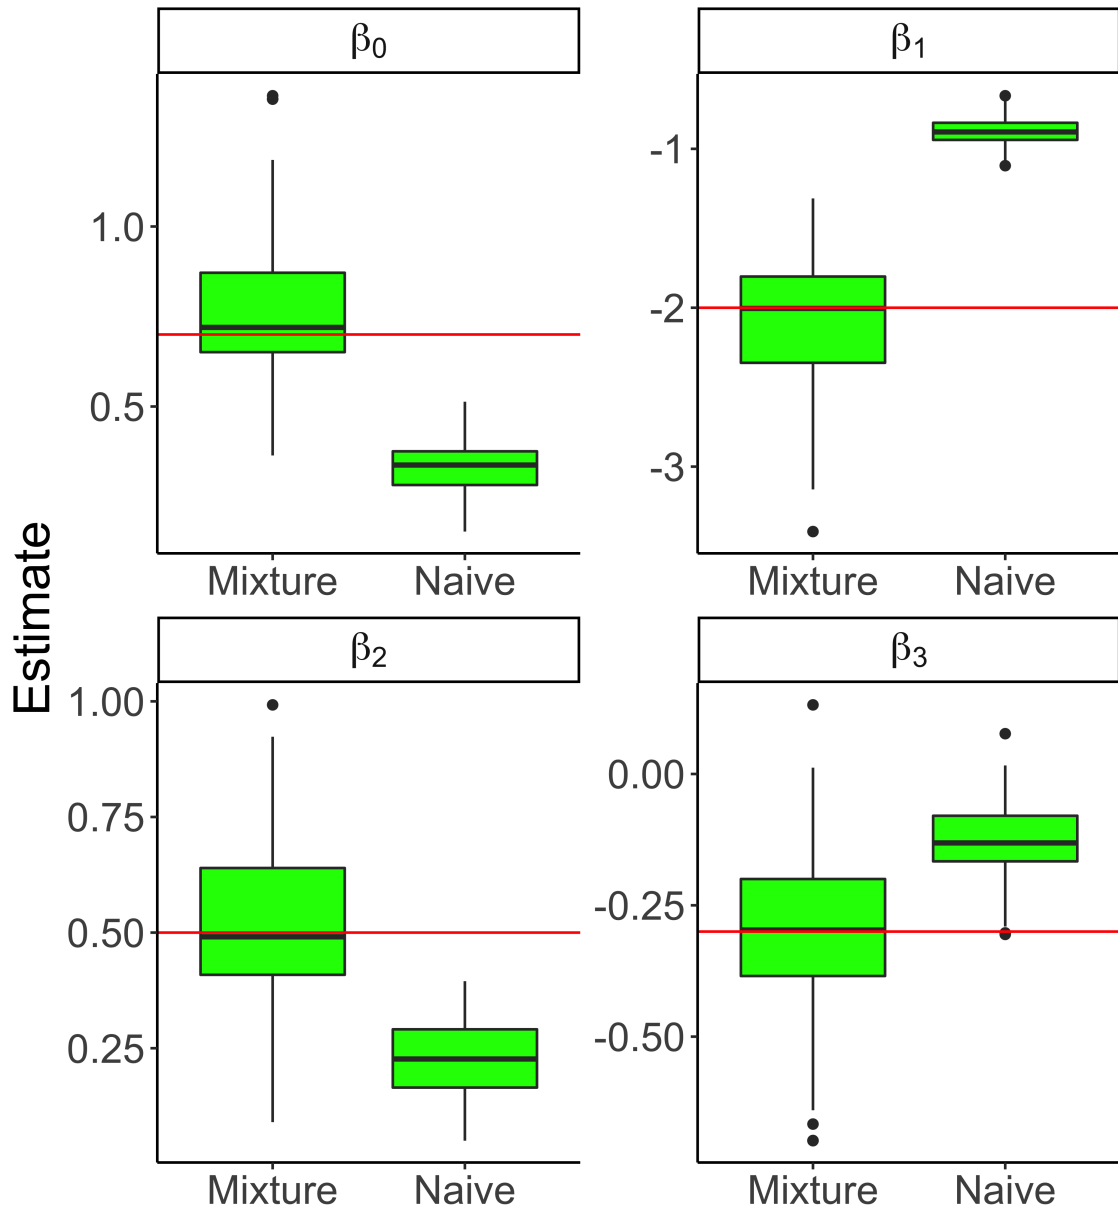 β0
β1
1.0
0.5
-1
-2
-3
Mixture Naive
Mixture Naive
Estimate
β2
β3
1.00
0.75
0.50
0.25
0.00
-0.25
-0.50
Mixture Naive
Mixture Naive